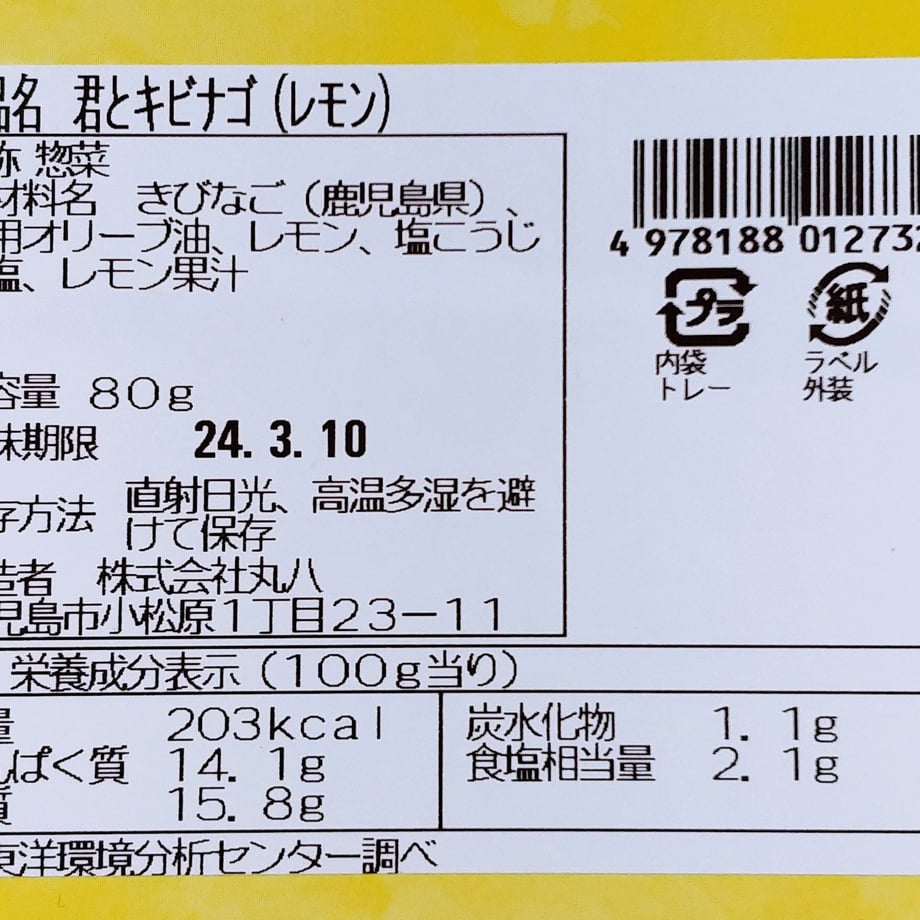 品名 君とキビナゴ(レモン)
称 惣菜
材料名 きびなご(鹿児島県)、
用オリーブ油、レモン、塩こうじ
塩、レモン果汁
容量 80g
味期限 24. 3. 10
存方法 直射日光、高温多湿を避
けて保存
造者 株式会社丸八
児島市小松原1丁目23-11
4 978188 012732
プラ
内袋
トレー
紙
ラベル
外装
栄養成分表示(100g当り)
量 203kcal
んぱく質 14. 1g
質 15. 8g
炭水化物 1. 1g
食塩相当量 2. 1g
東洋環境分析センター調べ